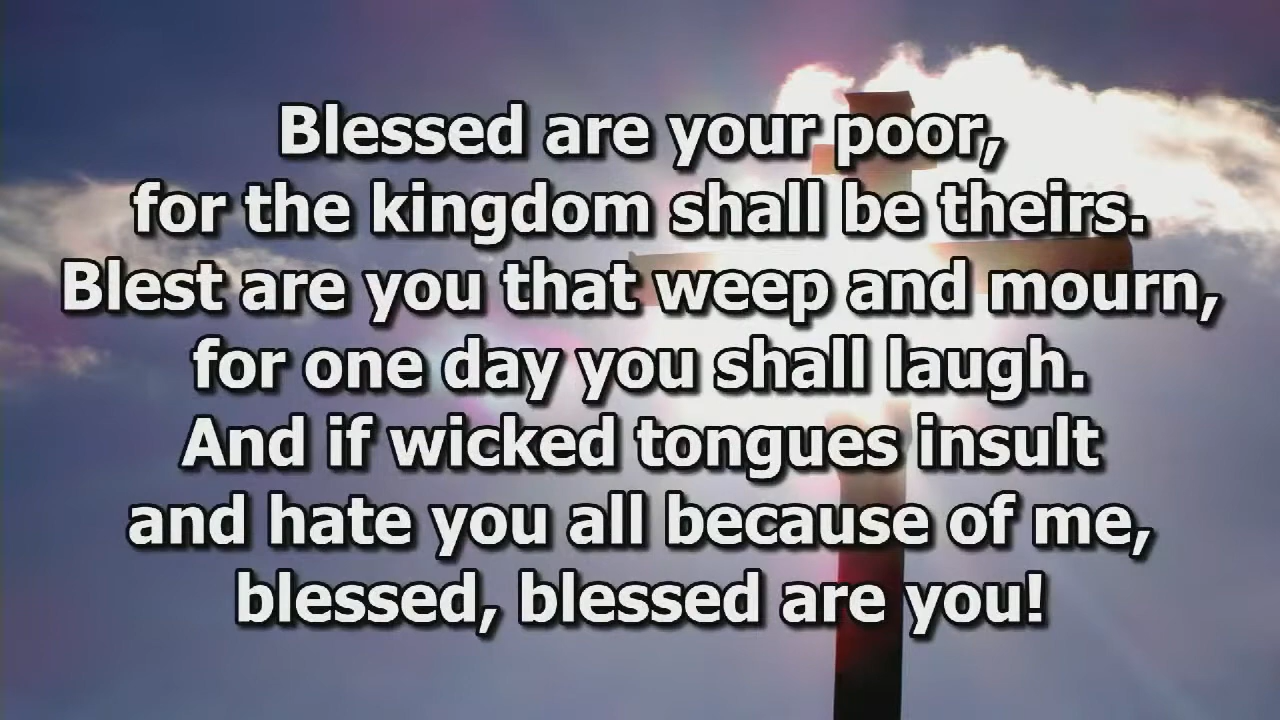 Blessed are your poor,
for the kingdom shall be theirs.
Blest are you that weep and mourn,
for one day you shall laugh.
And if wicked tongues insult
and hate you all because of me,
blessed, blessed are you!